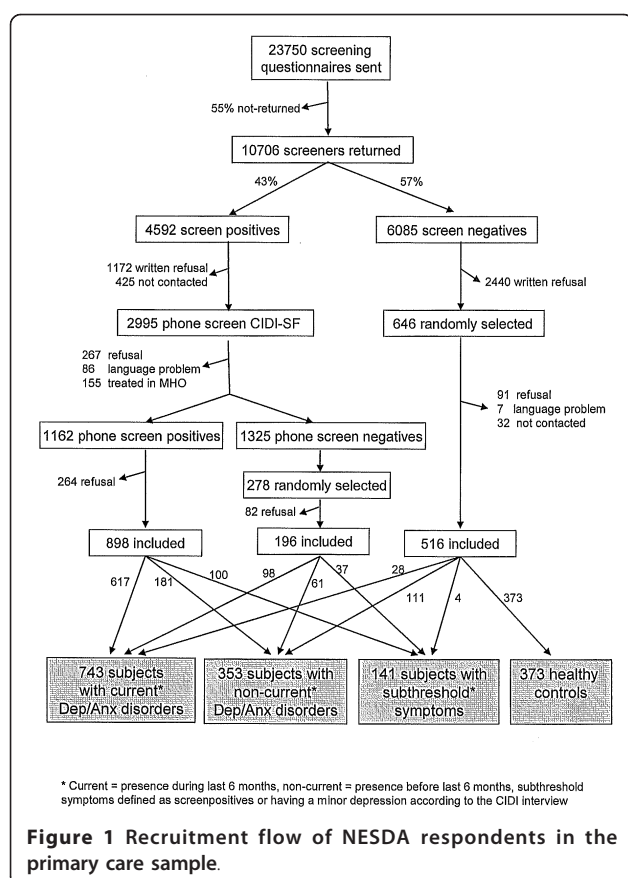 23750 screening
questionnaires sent
55% not-returned
10706 screeners returned
43%
57%
4592 screen positives
6085 screen negatives
1172 written refusal
425 not contacted
2440 written refusal
2995 phone screen CIDI-SF
646 randomly selected
267 refusal
86 language problem
155 treated in MHO
91 refusal
7 language problem
32 not contacted
1162 phone screen positives
1325 phone screen negatives
264 refusal
278 randomly selected
82 refusal
898 included
196 included
516 included
617
181
100
98
61
37
28
111
4
373
743 subjects
with current*
Dep/Anx disorders
353 subjects with
non-current*
Dep/Anx disorders
141 subjects with
subthreshold*
symptoms
373 healthy
controls
* Current = presence during last 6 months, non-current = presence before last 6 months, subthreshold
symptoms defined as screenpositives or having a minor depression according to the CIDI interview
Figure 1 Recruitment flow of NESDA respondents in the
primary care sample.